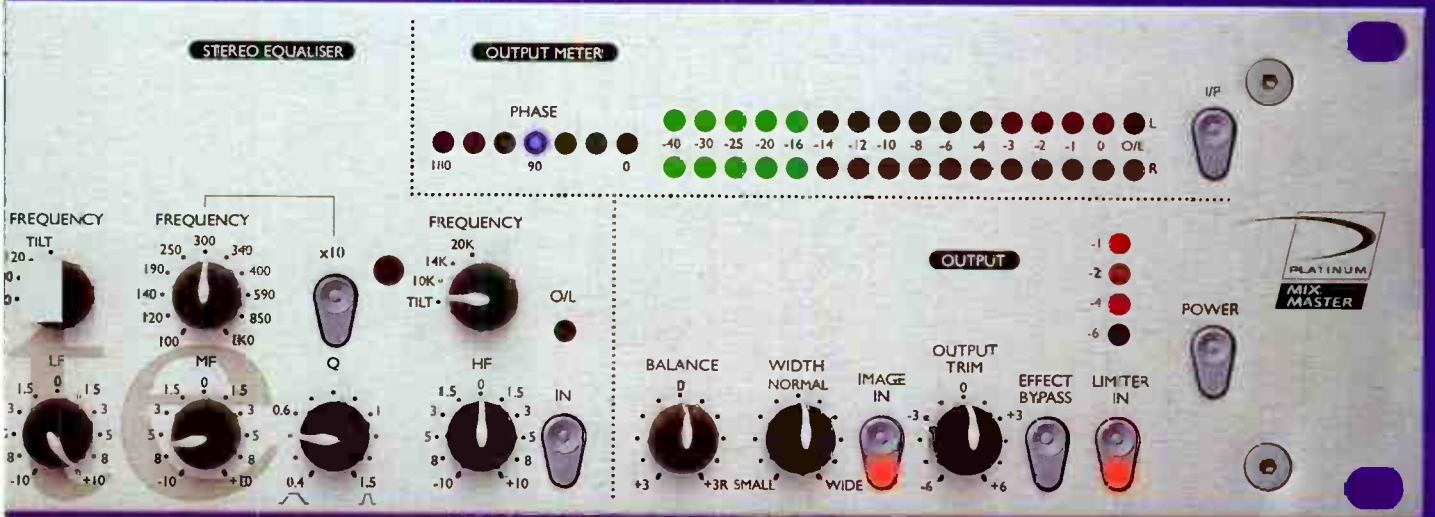 STEREO EQUALISER
OUTPUT METER
PHASE
180 90 0
L
-40 -30 -25 -20 -16 -14 -12 -10 -8 -6 -4 -3 -2 -1 0 O/L
R
I/P
FREQUENCY
TILT
20
FREQUENCY
100 120 140 190 250 300 340 400 590 850 1K0
x10
FREQUENCY
TILT 10K 14K 20K
O/L
OUTPUT
-1
-2
-4
-6
PLATINUM
MIX
MASTER
POWER
LF
-10 8 5 3 1.5 0 1.5 3 5 8 +10
MF
-10 8 5 3 1.5 0 1.5 3 5 8 +10
Q
0.4 0.6 1 1.5
HF
-10 8 5 3 1.5 0 1.5 3 5 8 +10
IN
BALANCE
0
+3 +3R
WIDTH
NORMAL
SMALL WIDE
IMAGE
IN
OUTPUT
TRIM
-6 -3 0 +3 +6
EFFECT
BYPASS
LIMITER
IN